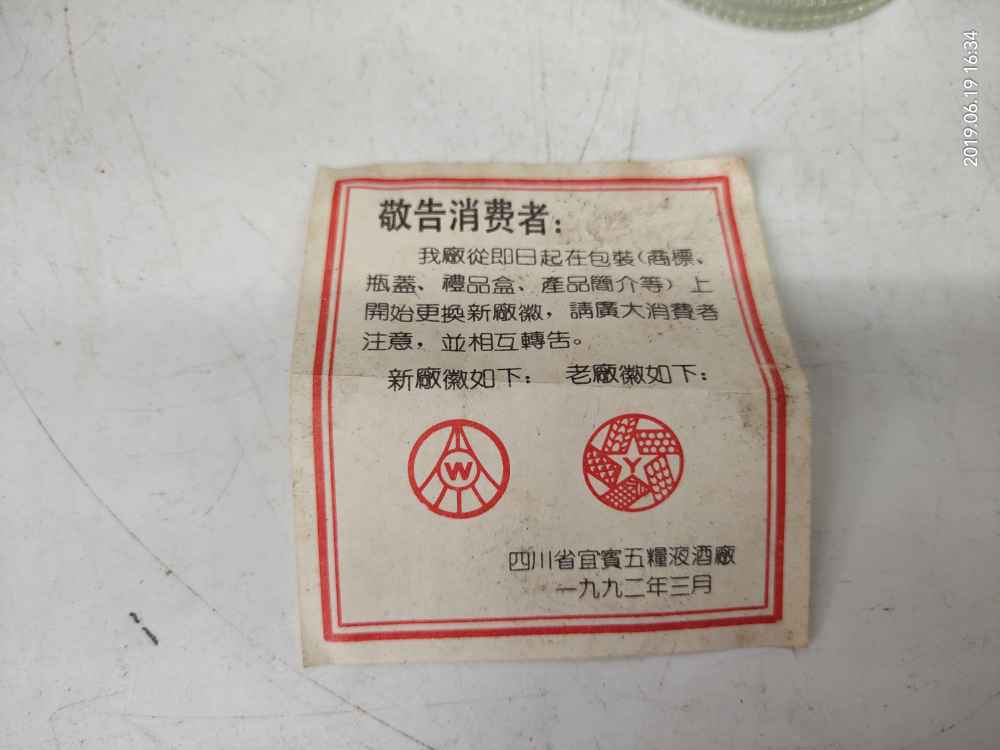 敬告消费者：
我廠從即日起在包裝(商標、
瓶蓋、禮品盒、產品簡介等）上
開始更換新廠徽，請廣大消費者
注意，並相互轉告。
新廠徽如下： 老廠徽如下：
W Y
四川省宜賓五糧液酒廠
一九九二年三月
2019.06.19 16:34